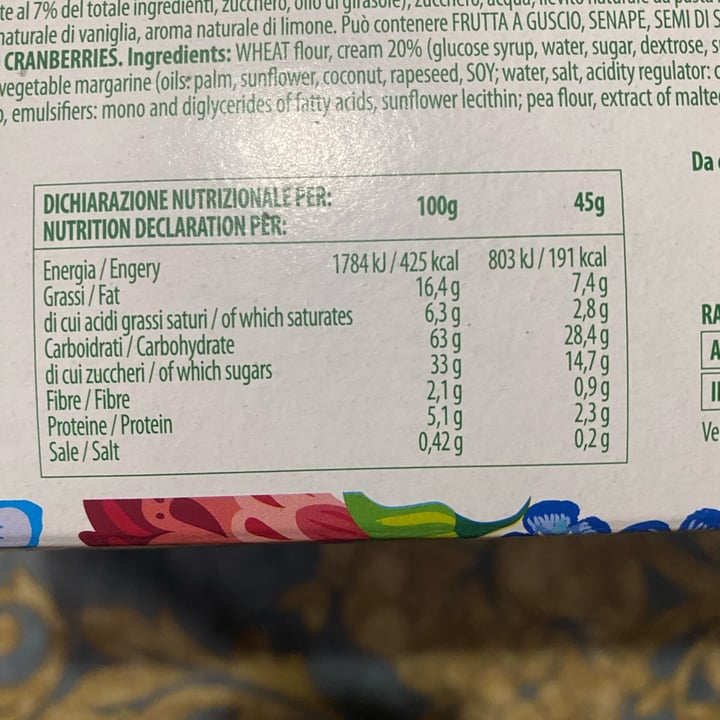 te al 7% del totale ingredienti, zucchero, olio di girasole), zucchero, acqua,
naturale di vaniglia, aroma naturale di limone. Può contenere FRUTTA A GUSCIO, SENAPE, SEMI DI S
CRANBERRIES. Ingredients: WHEAT flour, cream 20% (glucose syrup, water, sugar, dextrose,
vegetable margarine (oils: palm, sunflower, coconut, rapeseed, SOY; water, salt, acidity regulator: c
, emulsifiers: mono and diglycerides of fatty acids, sunflower lecithin; pea flour, extract of malte
Da
DICHIARAZIONE NUTRIZIONALE PER:
NUTRITION DECLARATION PER: 100g 45g
Energia / Engery 1784 kJ / 425 kcal 803 kJ / 191 kcal
Grassi / Fat 16,4 g 7,4 g
di cui acidi grassi saturi / of which saturates 6,3 g 2,8 g
Carboidrati / Carbohydrate 63 g 28,4 g
di cui zuccheri / of which sugars 33 g 14,7 g
Fibre / Fibre 2,1 g 0,9 g
Proteine / Protein 5,1 g 2,3 g
Sale / Salt 0,42 g 0,2 g
RA
A
Ve